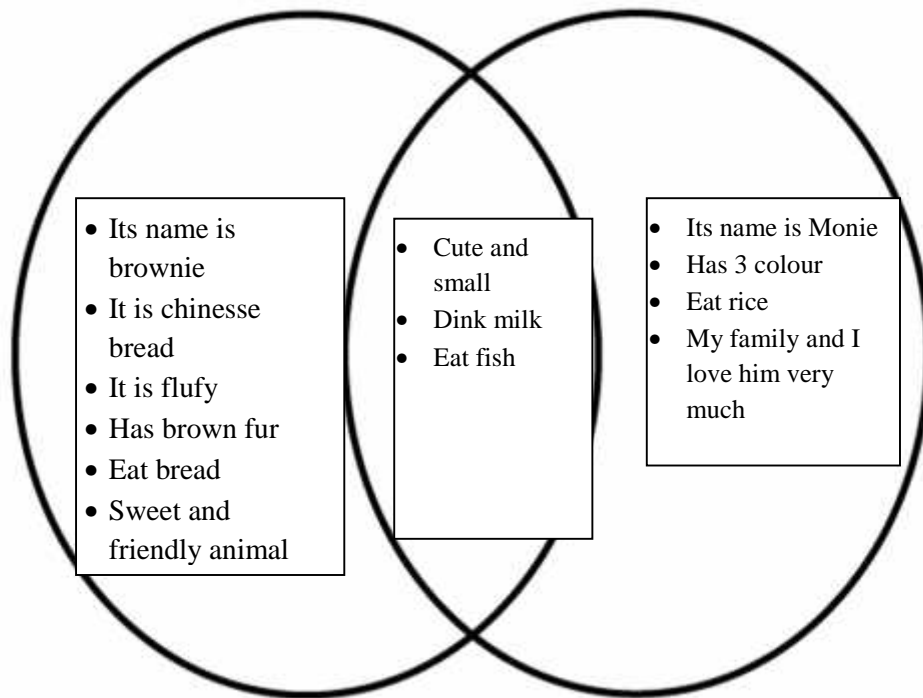 • Its name is
brownie
• It is chinesse
bread
• It is flufy
• Has brown fur
• Eat bread
• Sweet and
friendly animal
• Cute and
small
• Dink milk
• Eat fish
• Its name is Monie
• Has 3 colour
• Eat rice
• My family and I
love him very
much